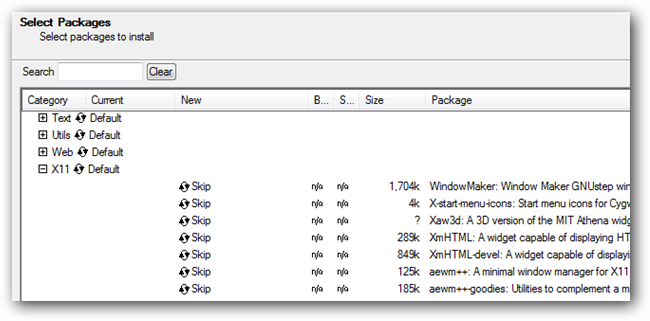 Select Packages
Select packages to install
Search Clear
Category Current New B... S... Size Package
Text Default
Utils Default
Web Default
X11 Default
Skip n/a n/a 1,704k WindowMaker: Window Maker GNUstep win
Skip n/a n/a 4k X-start-menu-icons: Start menu icons for Cygw
Skip n/a n/a ? Xaw3d: A 3D version of the MIT Athena widg
Skip n/a n/a 289k XmHTML: A widget capable of displaying HT
Skip n/a n/a 849k XmHTML-devel: A widget capable of displaying
Skip n/a n/a 125k aewm++: A minimal window manager for X11
Skip n/a n/a 185k aewm++-goodies: Utilities to complement a m